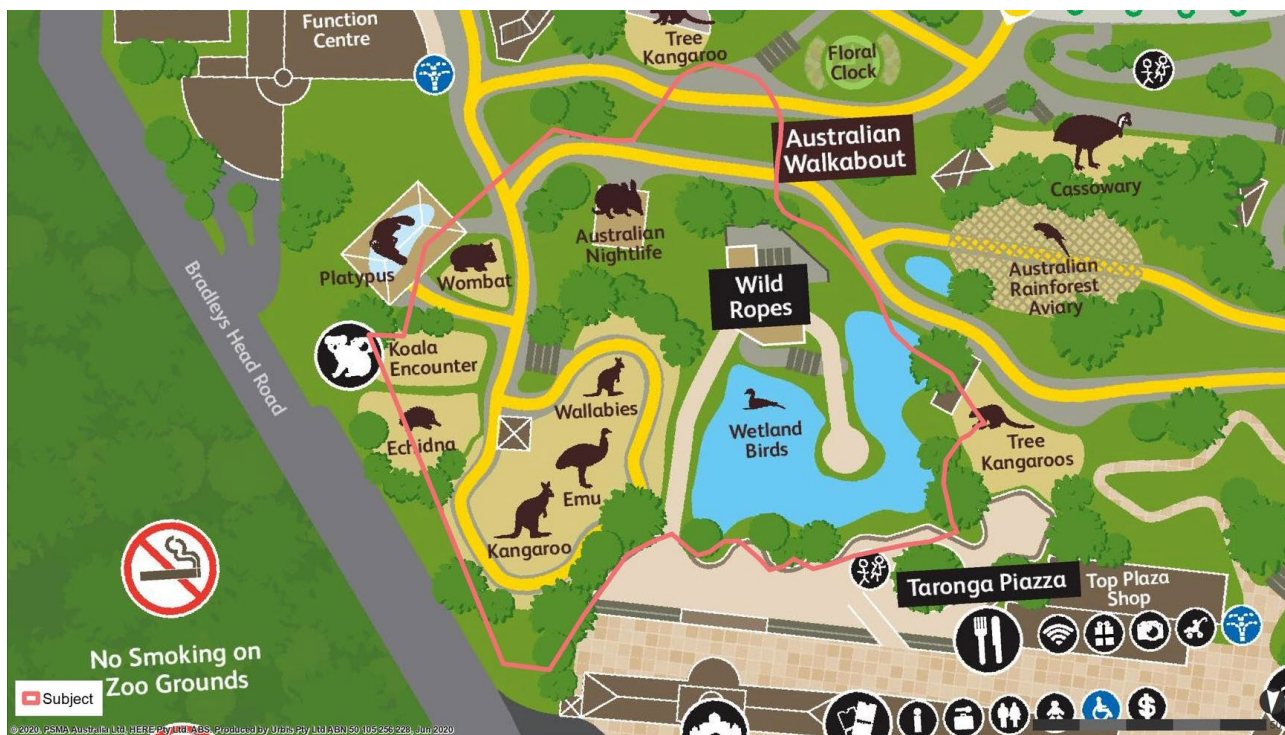 Function
Centre
Tree
Kangaroo
Floral
Clock
Australian
Walkabout
Cassowary
Platypus
Wombat
Australian
Nightlife
Wild
Ropes
Australian
Rainforest
Aviary
Bradleys Head Road
Koala
Encounter
Wallabies
Echidna
Wetland
Birds
Tree
Kangaroos
Emu
Kangaroo
Taronga Piazza
Top Plaza
Shop
No Smoking on
Zoo Grounds
Subject
i
$
© 2020. PSMA Australia Ltd, HERE Pty Ltd, ABS. Produced by Urbis Pty Ltd ABN 50 105 256 228, Jun 2020